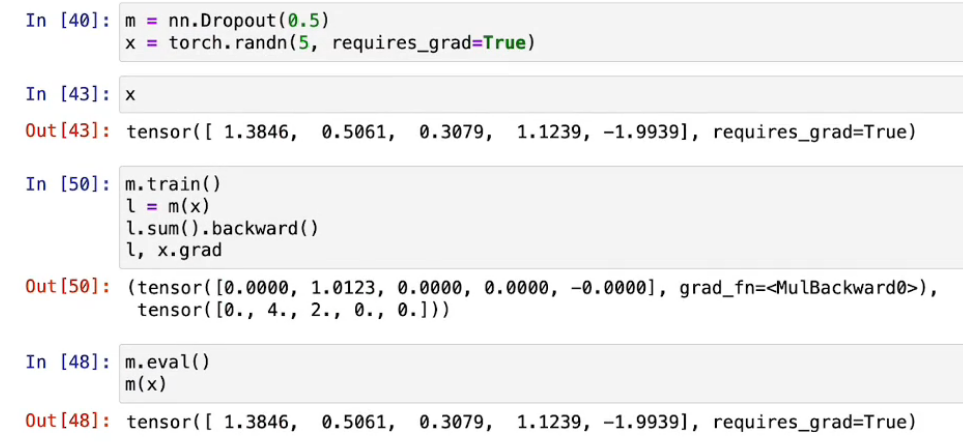 In [40]: m = nn.Dropout(0.5)
x = torch.randn(5, requires_grad=True)
In [43]: x
Out[43]: tensor([ 1.3846,  0.5061,  0.3079,  1.1239, -1.9939], requires_grad=True)
In [50]: m.train()
l = m(x)
l.sum().backward()
l, x.grad
Out[50]: (tensor([0.0000, 1.0123, 0.0000, 0.0000, -0.0000], grad_fn=<MulBackward0>),
tensor([0., 4., 2., 0., 0.]))
In [48]: m.eval()
m(x)
Out[48]: tensor([ 1.3846,  0.5061,  0.3079,  1.1239, -1.9939], requires_grad=True)